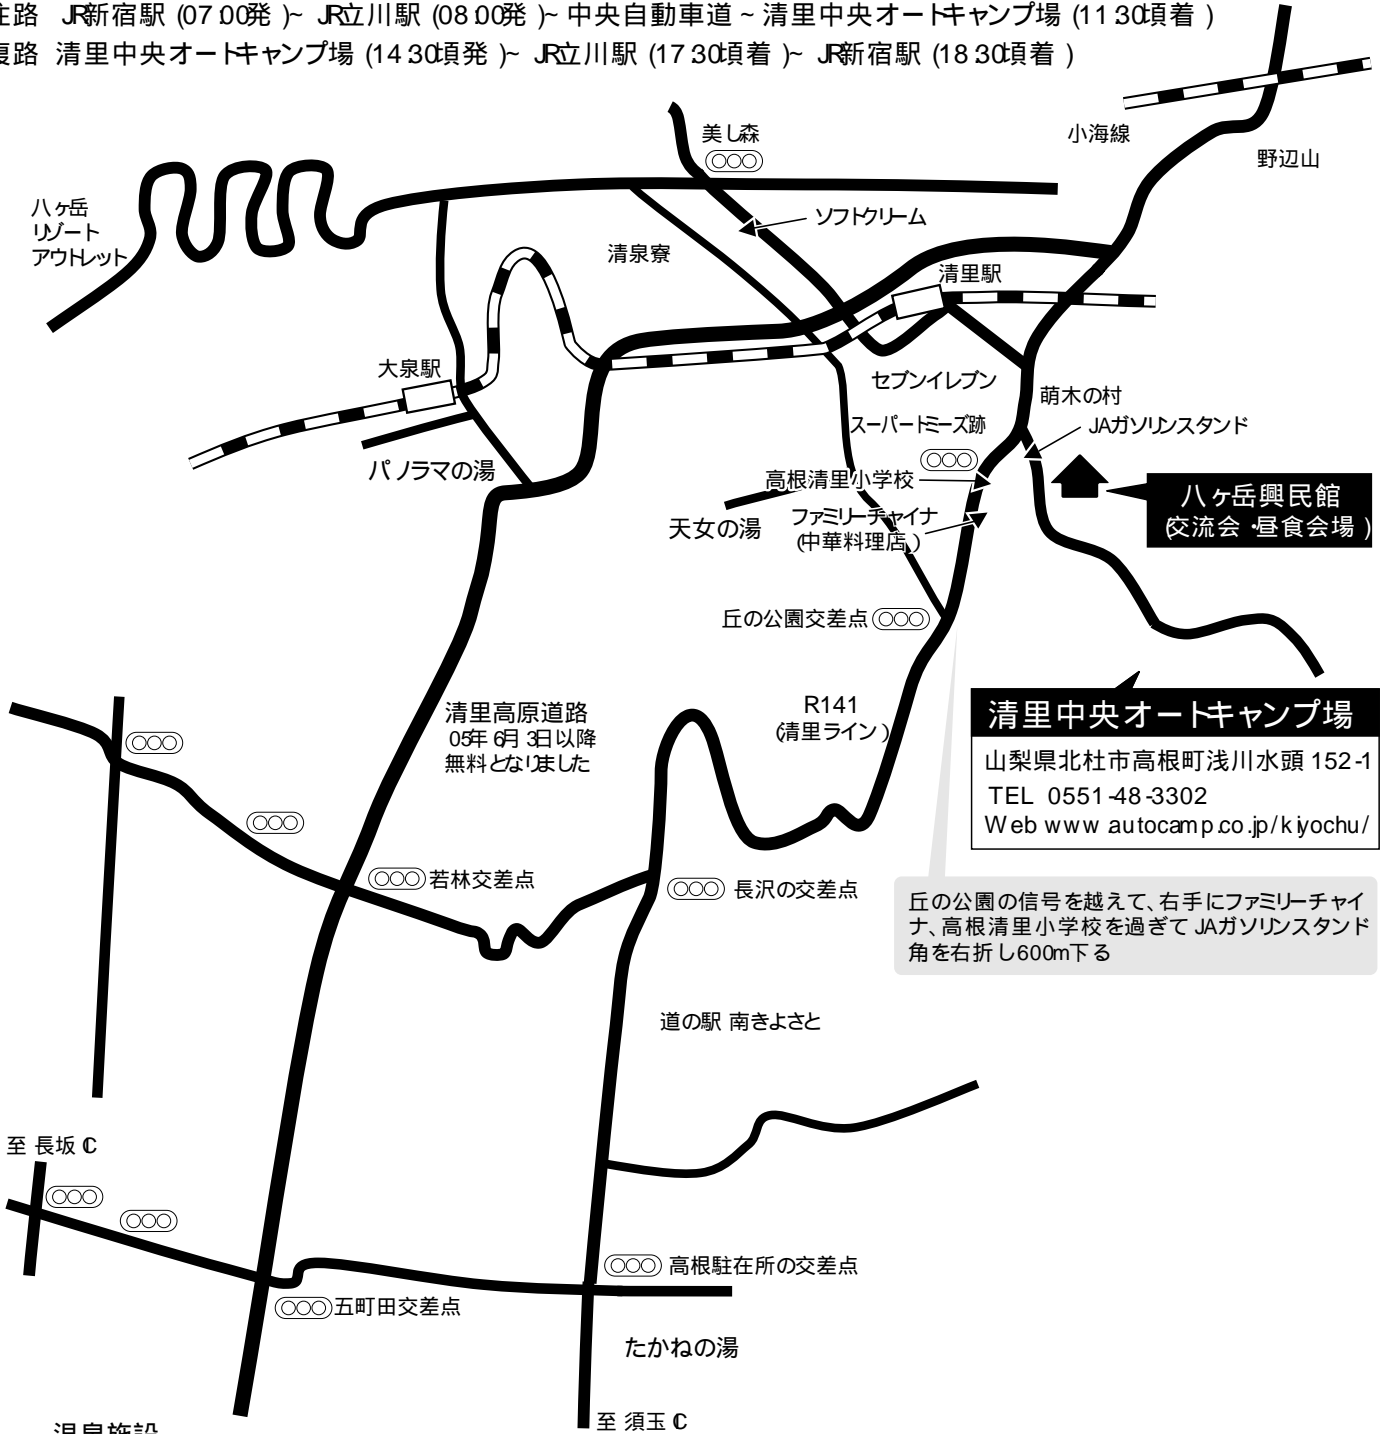 往路 JR新宿駅 (07:00発 )~ JR立川駅 (08:00発 )~ 中央自動車道 ~ 清里中央オートキャンプ場 (11:30頃着 )
復路 清里中央オートキャンプ場 (14:30頃発 )~ JR立川駅 (17:30頃着 )~ JR新宿駅 (18:30頃着 )
美し森
小海線
野辺山
八ヶ岳
リゾート
アウトレット
ソフトクリーム
清泉寮
清里駅
大泉駅
セブンイレブン
萌木の村
スーパートミーズ跡
JAガソリンスタンド
パノラマの湯
高根清里小学校
八ヶ岳興民館
(交流会・昼食会場 )
天女の湯
ファミリーチャイナ
(中華料理店 )
丘の公園交差点
R141
(清里ライン )
清里高原道路
05年 6月 3日以降
無料となりました
清里中央オートキャンプ場
山梨県北杜市高根町浅川水頭 152-1
TEL 0551-48-3302
Web www.autocamp.co.jp/kiyochu/
若林交差点
長沢の交差点
丘の公園の信号を越えて、右手にファミリーチャイ
ナ、高根清里小学校を過ぎて JAガソリンスタンド
角を右折し600m下る
道の駅 南きよさと
至 長坂 IC
高根駐在所の交差点
五町田交差点
たかねの湯
至 須玉 IC
温泉施設